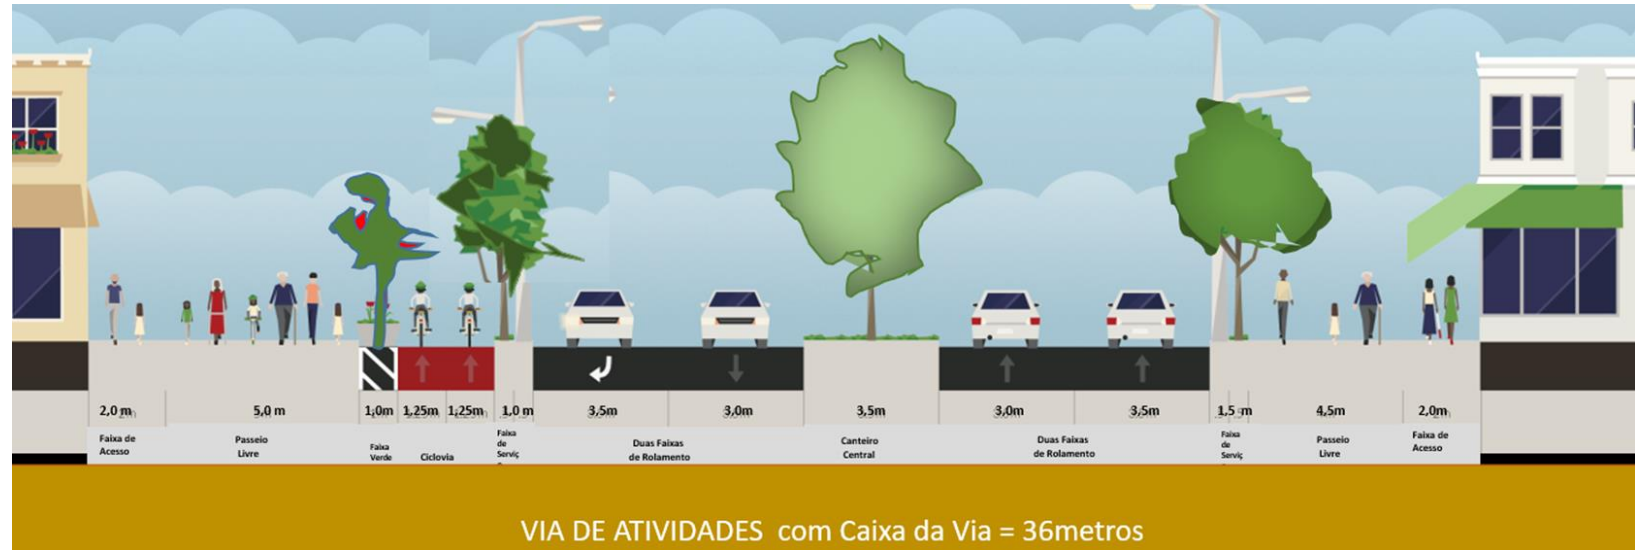 2,0 m
5,0 m
1,0m
1,25m
1,25m
1,0 m
3,5m
3,0m
3,5m
3,0m
3,5m
1,5 m
4,5m
2,0m
Faixa de
Acesso
Passeio
Livre
Faixa
Verde
Ciclovia
Faixa
de
Serviç
Duas Faixas
de Rolamento
Canteiro
Central
Duas Faixas
de Rolamento
Faixa
de
Serviç
Passeio
Livre
Faixa de
Acesso
VIA DE ATIVIDADES com Caixa da Via = 36metros